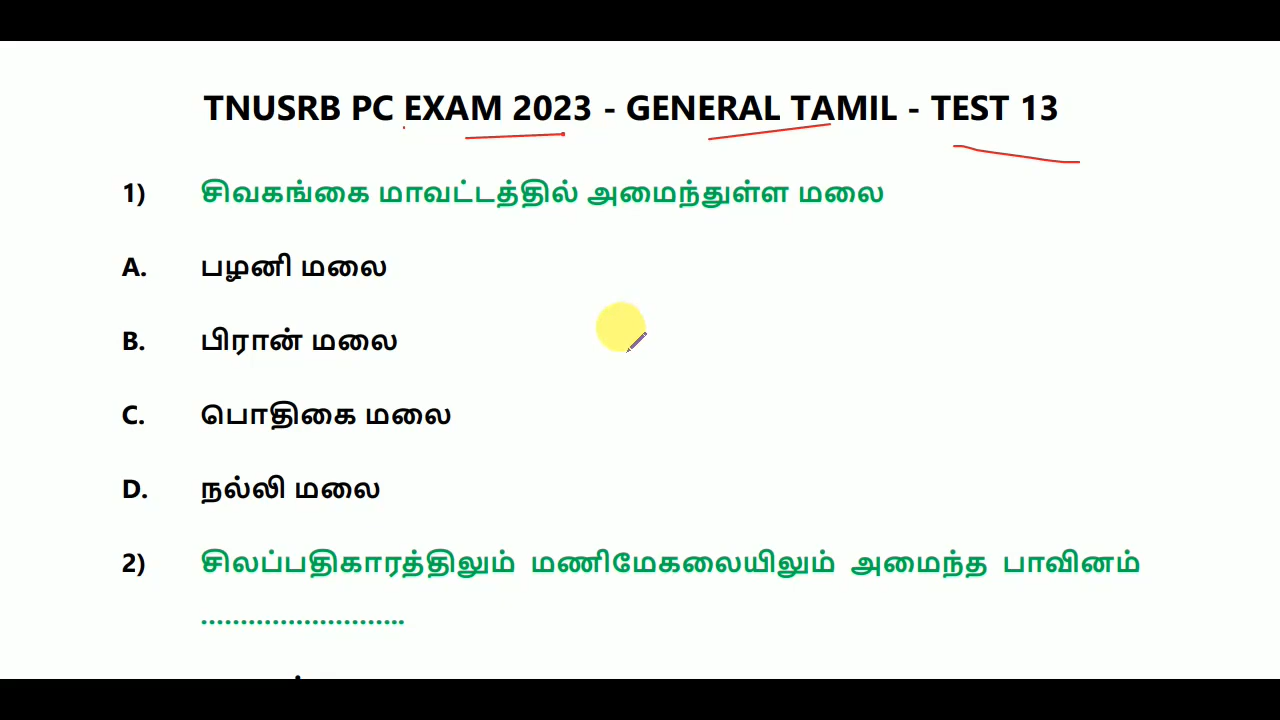 TNUSRB PC EXAM 2023 - GENERAL TAMIL - TEST 13
1) சிவகங்கை மாவட்டத்தில் அமைந்துள்ள மலை
A. பழனி மலை
B. பிரான் மலை
C. பொதிகை மலை
D. நல்லி மலை
2) சிலப்பதிகாரத்திலும் மணிமேகலையிலும் அமைந்த பாவினம்
..........................